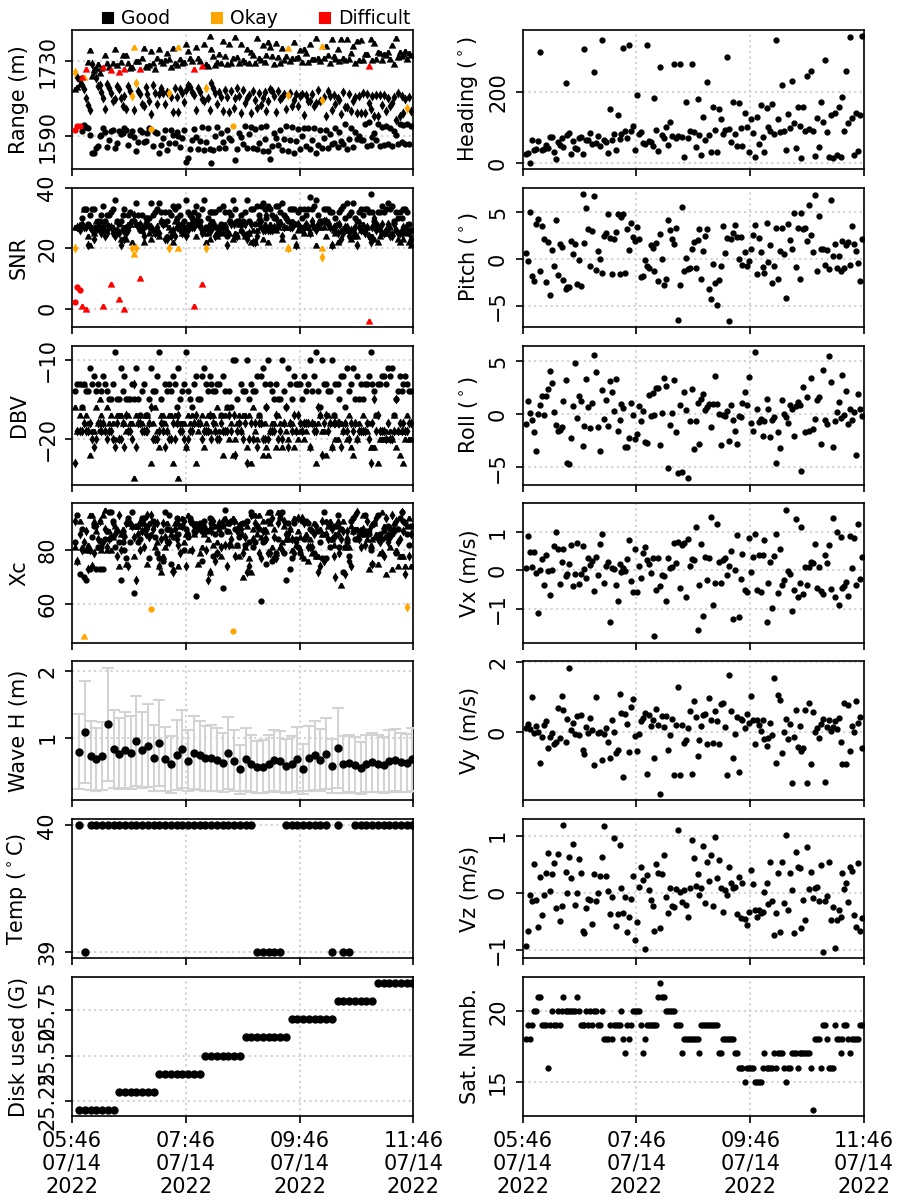 Good Okay Difficult
Range (m) 1730 1590
Heading (°) 200 0
SNR 40 20 0
Pitch (°) 5 0 −5
DBV −10 −20
Roll (°) 5 0 −5
Xc 80 60
Vx (m/s) 1 0 −1
Wave H (m) 2 1
Vy (m/s) 2 0
Temp (°C) 40 39
Vz (m/s) 1 0 −1
Disk used (G) 25.75 25.50 25.25
Sat. Numb. 20 15
05:46 07:46 09:46 11:46 05:46 07:46 09:46 11:46
07/14 07/14 07/14 07/14 07/14 07/14 07/14 07/14
2022 2022 2022 2022 2022 2022 2022 2022